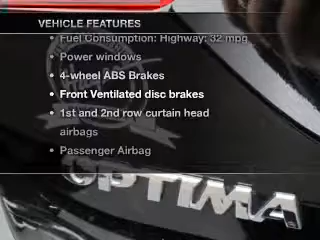 VEHICLE FEATURES
• Fuel Consumption: Highway: 32 mpg
• Power windows
• 4-wheel ABS Brakes
• Front Ventilated disc brakes
• 1st and 2nd row curtain head
airbags
• Passenger Airbag
OPTIMA